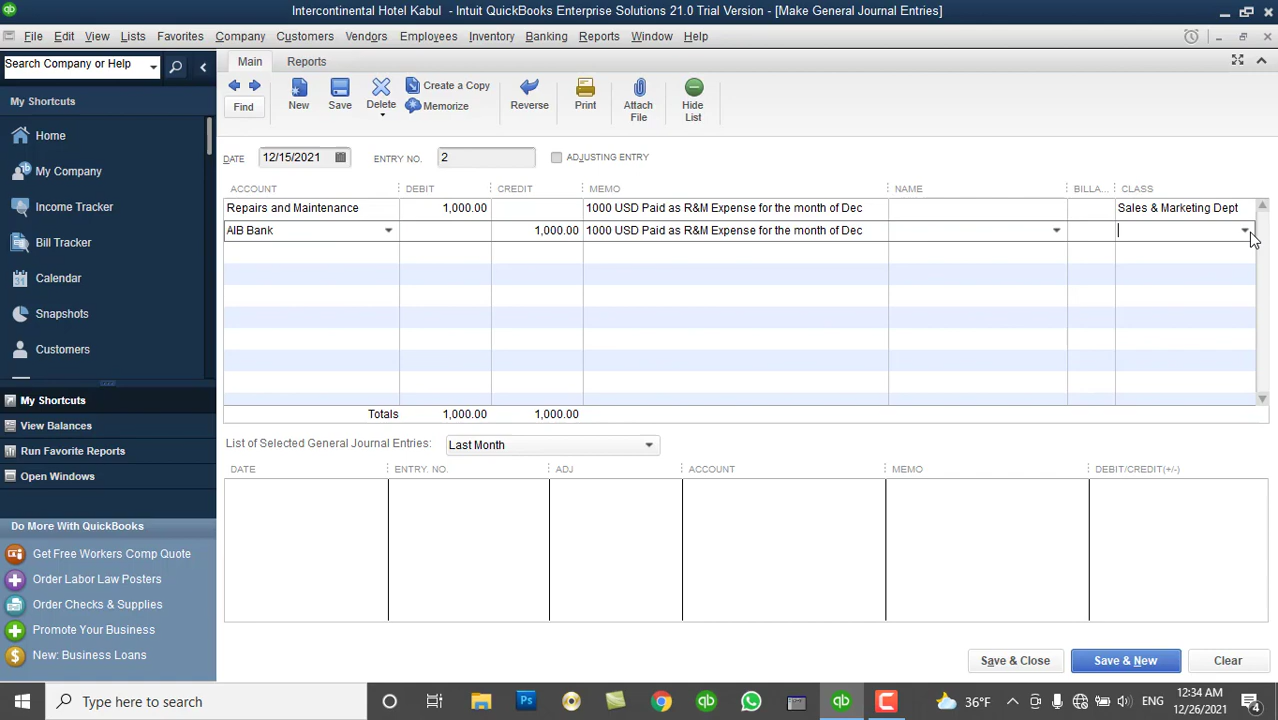 Intercontinental Hotel Kabul - Intuit QuickBooks Enterprise Solutions 21.0 Trial Version - [Make General Journal Entries]
File Edit View Lists Favorites Company Customers Vendors Employees Inventory Banking Reports Window Help
Search Company or Help
Main Reports
My Shortcuts
Home
My Company
Income Tracker
Bill Tracker
Calendar
Snapshots
Customers
My Shortcuts
View Balances
Run Favorite Reports
Open Windows
Do More With QuickBooks
Get Free Workers Comp Quote
Order Labor Law Posters
Order Checks & Supplies
Promote Your Business
New: Business Loans
Find
New
Save
Delete
Create a Copy
Memorize
Reverse
Print
Attach
File
Hide
List
DATE 12/15/2021 ENTRY NO. 2 ADJUSTING ENTRY
ACCOUNT DEBIT CREDIT MEMO NAME BILLA... CLASS
Repairs and Maintenance 1,000.00 1000 USD Paid as R&M Expense for the month of Dec Sales & Marketing Dept
AIB Bank 1,000.00 1000 USD Paid as R&M Expense for the month of Dec
Totals 1,000.00 1,000.00
List of Selected General Journal Entries: Last Month
DATE ENTRY. NO. ADJ ACCOUNT MEMO DEBIT/CREDIT(+/-)
Save & Close Save & New Clear
Type here to search
Ps
qb
qb
36°F
ENG
12:34 AM
12/26/2021
4